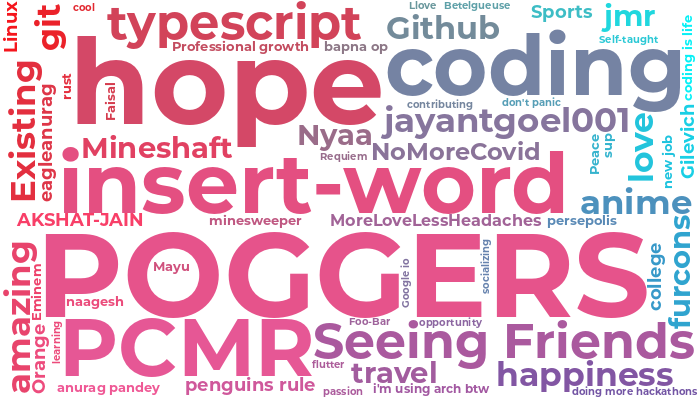 Linux
git
cool
typescript
Llove
Betelgueuse
Github
Sports
jmr
Self-taught
coding is life
Professional growth
bapna op
hope
coding
rust
Faisal
Existing
eagleanurag
contributing
don't panic
jayantgoel001
Nyaa
Mineshaft
Requiem
NoMoreCovid
Peace
sup
love
new job
Gilevich
insert-word
anime
AKSHAT-JAIN
minesweeper
MoreLoveLessHeadaches
persepolis
POGGERS
Mayu
Google io
socializing
college
furconse
amazing
Eminem
naagesh
Orange
learning
PCMR
Foo-Bar
opportunity
Seeing Friends
flutter
travel
happiness
anurag pandey
penguins rule
passion
i'm using arch btw
doing more hackathons